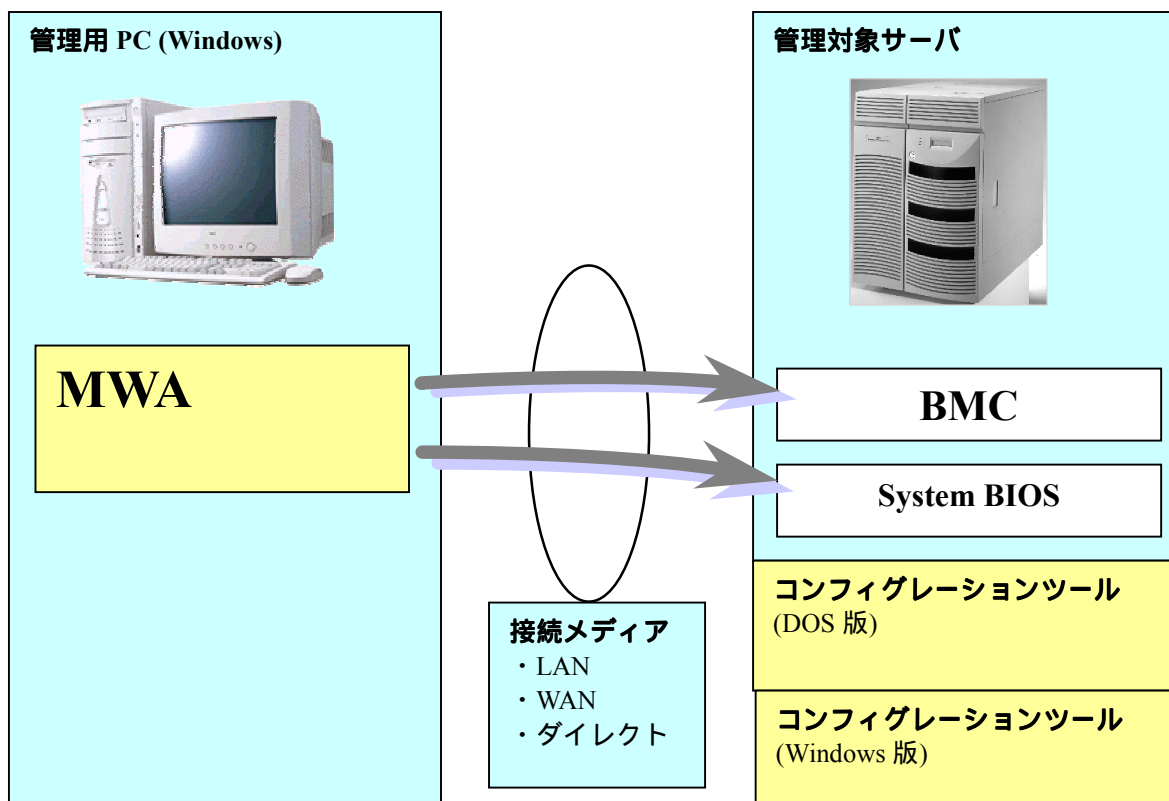 管理用 PC (Windows)
MWA
接続メディア
・LAN
・WAN
・ダイレクト
管理対象サーバ
BMC
System BIOS
コンフィグレーションツール
(DOS 版)
コンフィグレーションツール
(Windows 版)